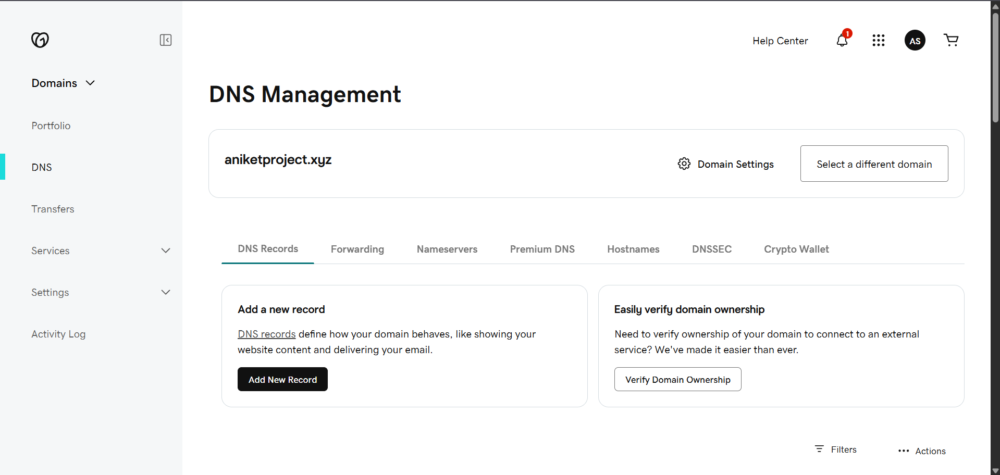 Help Center
1
AS
Domains
Portfolio
DNS
Transfers
Services
Settings
Activity Log
DNS Management
aniketproject.xyz
Domain Settings
Select a different domain
DNS Records
Forwarding
Nameservers
Premium DNS
Hostnames
DNSSEC
Crypto Wallet
Add a new record
DNS records define how your domain behaves, like showing your
website content and delivering your email.
Add New Record
Easily verify domain ownership
Need to verify ownership of your domain to connect to an external
service? We've made it easier than ever.
Verify Domain Ownership
Filters
Actions